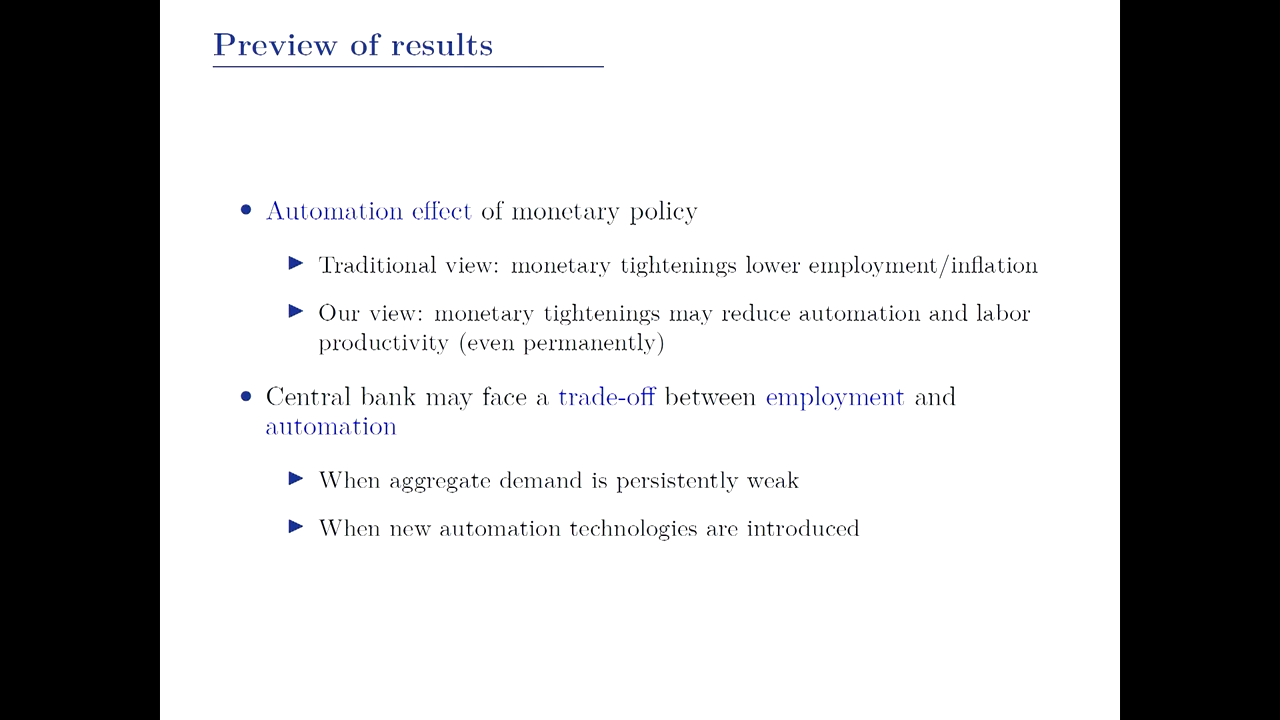 Preview of results
• Automation effect of monetary policy
▶ Traditional view: monetary tightenings lower employment/inflation
▶ Our view: monetary tightenings may reduce automation and labor
productivity (even permanently)
• Central bank may face a trade-off between employment and
automation
▶ When aggregate demand is persistently weak
▶ When new automation technologies are introduced